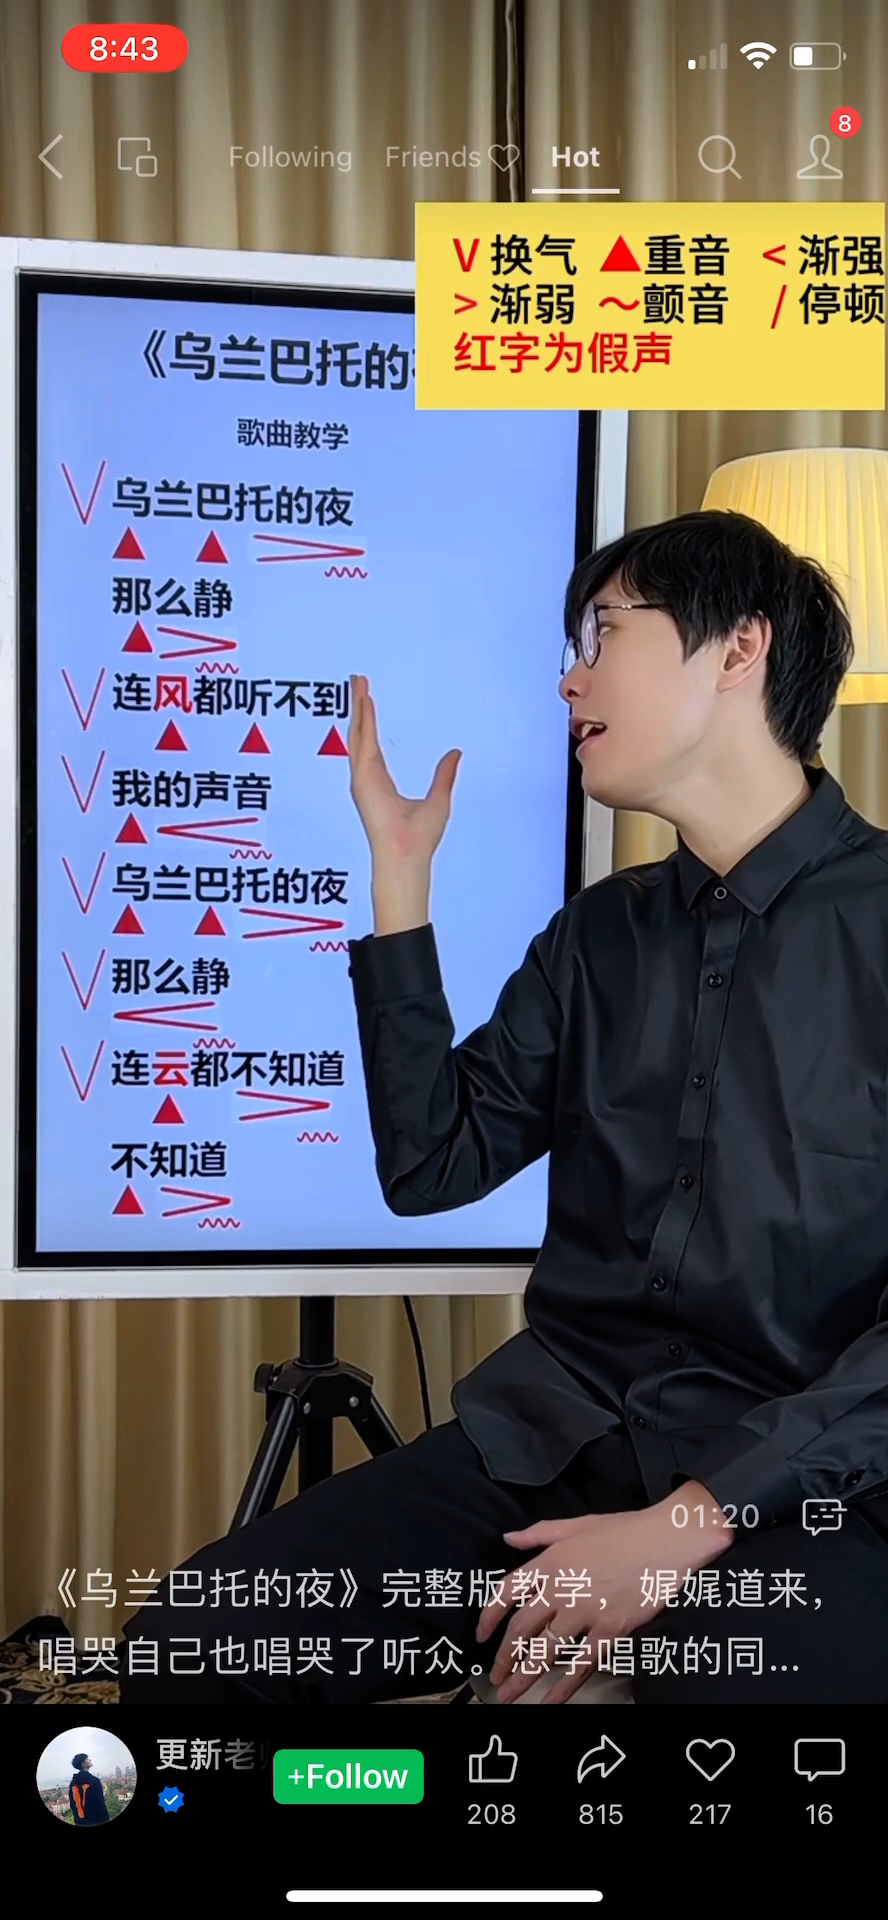 8:43
Following Friends Hot
8
V 换气 ▲重音 < 渐强
> 渐弱 ～颤音 / 停顿
红字为假声
《乌兰巴托的
歌曲教学
乌兰巴托的夜
那么静
连风都听不到
我的声音
乌兰巴托的夜
那么静
连云都不知道
不知道
01:20
《乌兰巴托的夜》完整版教学，娓娓道来，
唱哭自己也唱哭了听众。想学唱歌的同...
更新老
+Follow
208 815 217 16